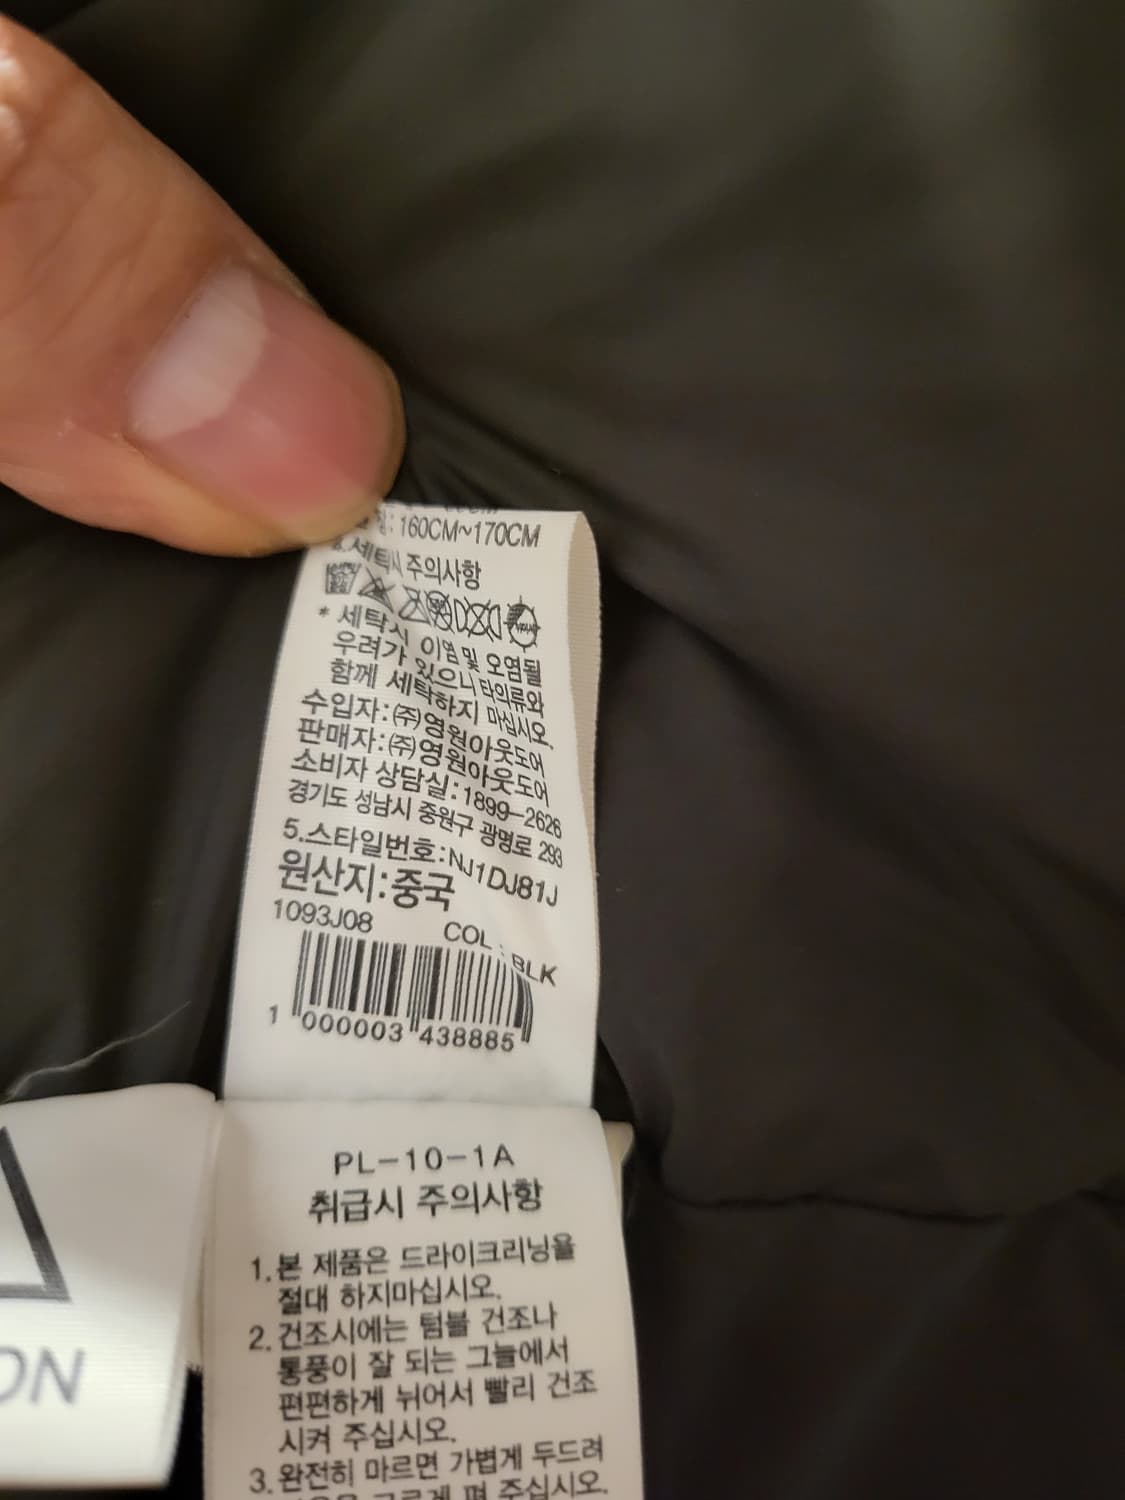 : 160CM~170CM
세탁시 주의사항
* 세탁시 이염 및 오염될
우려가 있으니 타의류와
함께 세탁하지 마십시오.
수입자:(주)영원아웃도어
판매자:(주)영원아웃도어
소비자 상담실:1899-2626
경기도 성남시 중원구 광명로 293
5.스타일번호:NJ1DJ81J
원산지:중국
1093J08 COL : BLK
1 000003 438885
ON
PL-10-1A
취급시 주의사항
1.본 제품은 드라이크리닝을
절대 하지마십시오.
2.건조시에는 텀블 건조나
통풍이 잘 되는 그늘에서
편편하게 뉘어서 빨리 건조
시켜 주십시오.
3.완전히 마르면 가볍게 두드려
고르게 펴 주십시오.